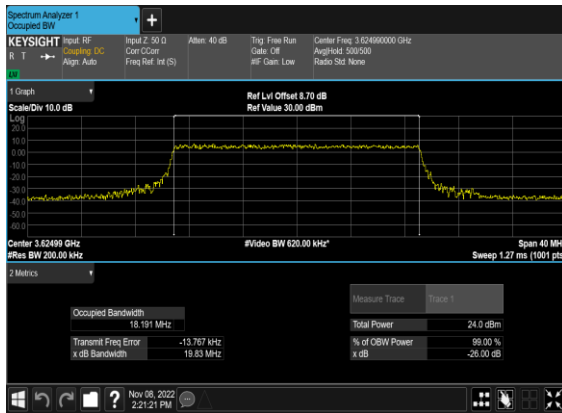 Spectrum Analyzer 1
Occupied BW
KEYSIGHT
R T
Input: RF
Coupling: DC
Align: Auto
Input Z: 50 Ω
Corr CCorr
Freq Ref: Int (S)
Atten: 40 dB
Trig: Free Run
Gate: Off
#IF Gain: Low
Center Freq: 3.624990000 GHz
Avg|Hold: 500/500
Radio Std: None
1 Graph
Scale/Div 10.0 dB
Ref Lvl Offset 8.70 dB
Ref Value 30.00 dBm
Log
20.0
10.0
0.00
-10.0
-20.0
-30.0
-40.0
-50.0
-60.0
Center 3.62499 GHz
#Res BW 200.00 kHz
#Video BW 620.00 kHz*
Span 40 MH
Sweep 1.27 ms (1001 pts
2 Metrics
Measure Trace Trace 1
Occupied Bandwidth
18.191 MHz
Total Power 24.0 dBm
Transmit Freq Error -13.767 kHz
% of OBW Power 99.00 %
x dB Bandwidth 19.83 MHz
x dB -26.00 dB
Nov 08, 2022
2:21:21 PM